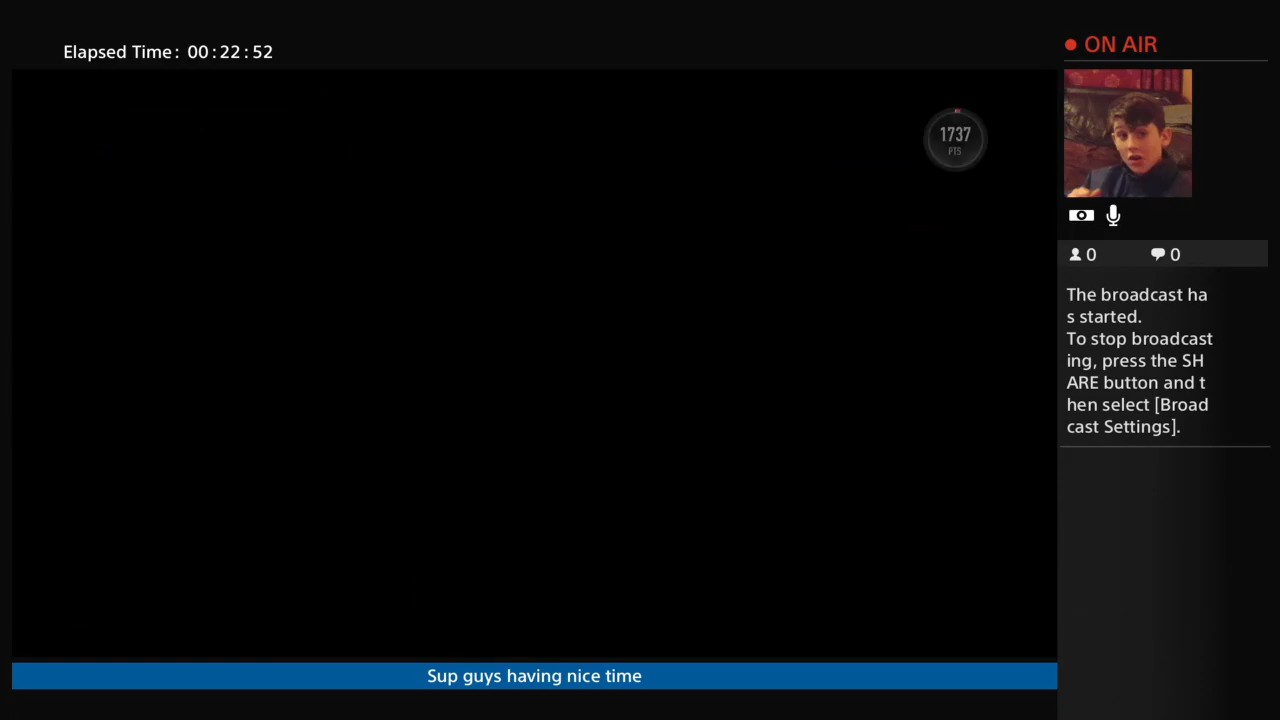 Elapsed Time: 00:22:52
ON AIR
1737
PTS
0
0
The broadcast ha
s started.
To stop broadcast
ing, press the SH
ARE button and t
hen select [Broad
cast Settings].
Sup guys having nice time